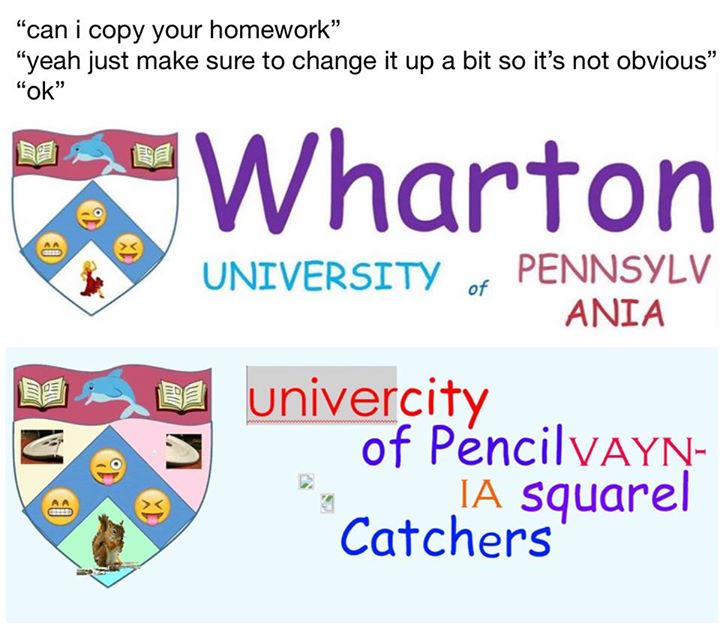 “can i copy your homework”
“yeah just make sure to change it up a bit so it’s not obvious”
“ok”
Wharton
UNIVERSITY of PENNSYLV
ANIA
univercity
of PencilVAYN-
IA squarel
Catchers